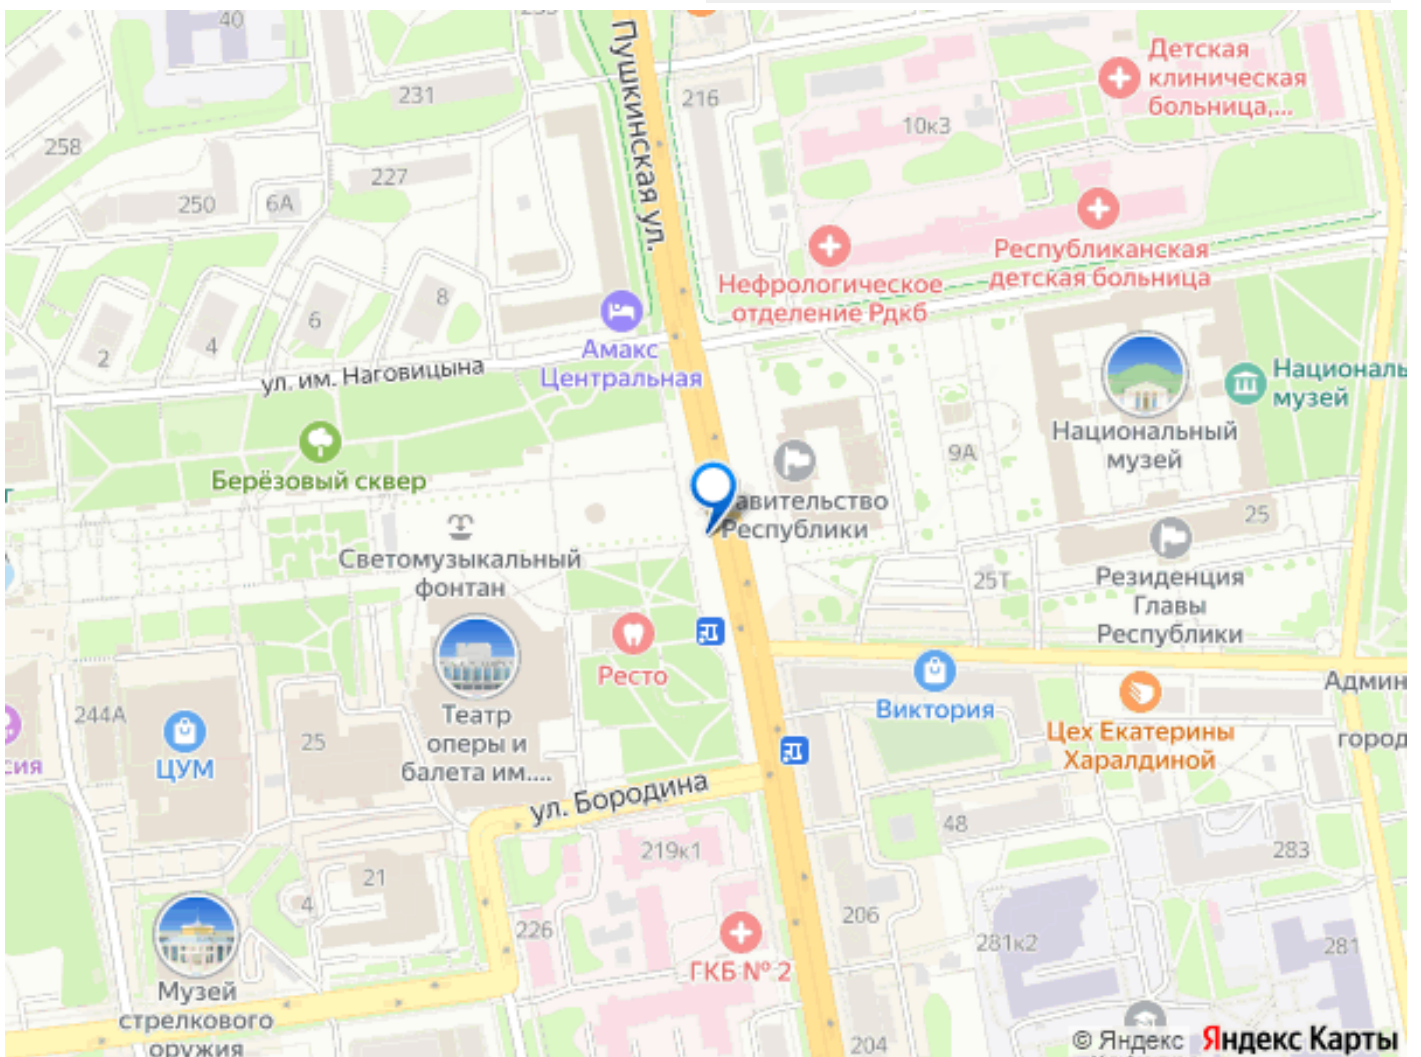 40
231
216
Пушкинская ул.
Детская
клиническая
больница,...
10к3
258
227
250
6А
Республиканская
детская больница
Нефрологическое
отделение Рдкб
8
6
4
2
Амакс
Центральная
ул. им. Наговицына
Националь
музей
Национальный
музей
9А
Берёзовый сквер
авительство
Республики
25
Светомузыкальный
фонтан
25Т
Резиденция
Главы
Республики
Ресто
Театр
оперы и
балета им....
244А
25
ЦУМ
сия
Виктория
Админ
город
Цех Екатерины
Харалдиной
ул. Бородина
48
219к1
283
21
4
206
226
281к2
281
ГКБ № 2
Музей
стрелкового
оружия
204
© Яндекс Яндекс Карты